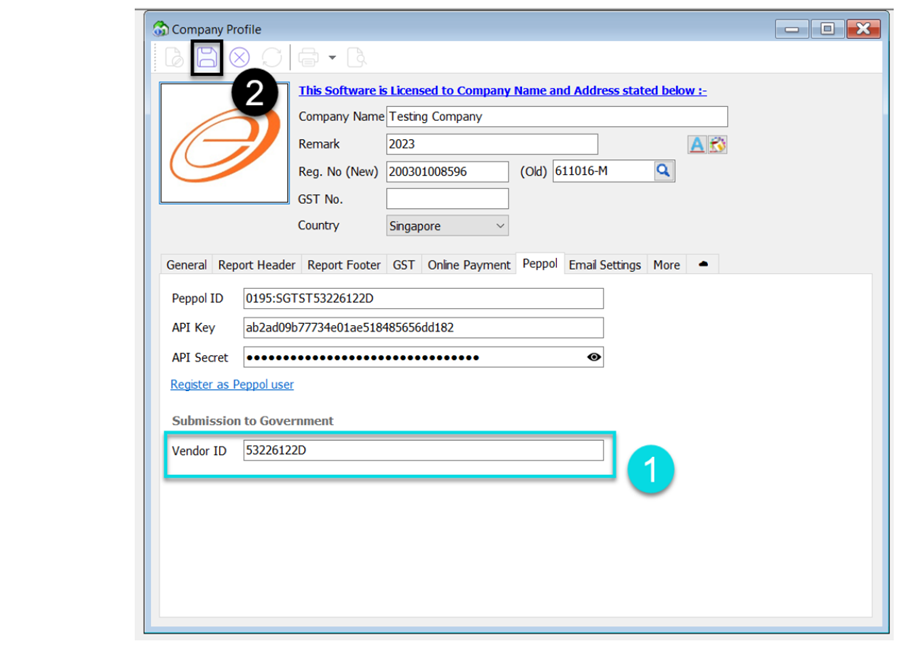 Company Profile
2
This Software is Licensed to Company Name and Address stated below :-
Company Name Testing Company
Remark 2023
A
Reg. No (New) 200301008596 (Old) 611016-M
GST No.
Country Singapore
General Report Header Report Footer GST Online Payment Peppol Email Settings More
Peppol ID 0195:SGTST53226122D
API Key ab2ad09b77734e01ae518485656dd182
API Secret ••••••••••••••••••••••••••••••••
Register as Peppol user
Submission to Government
Vendor ID 53226122D
1